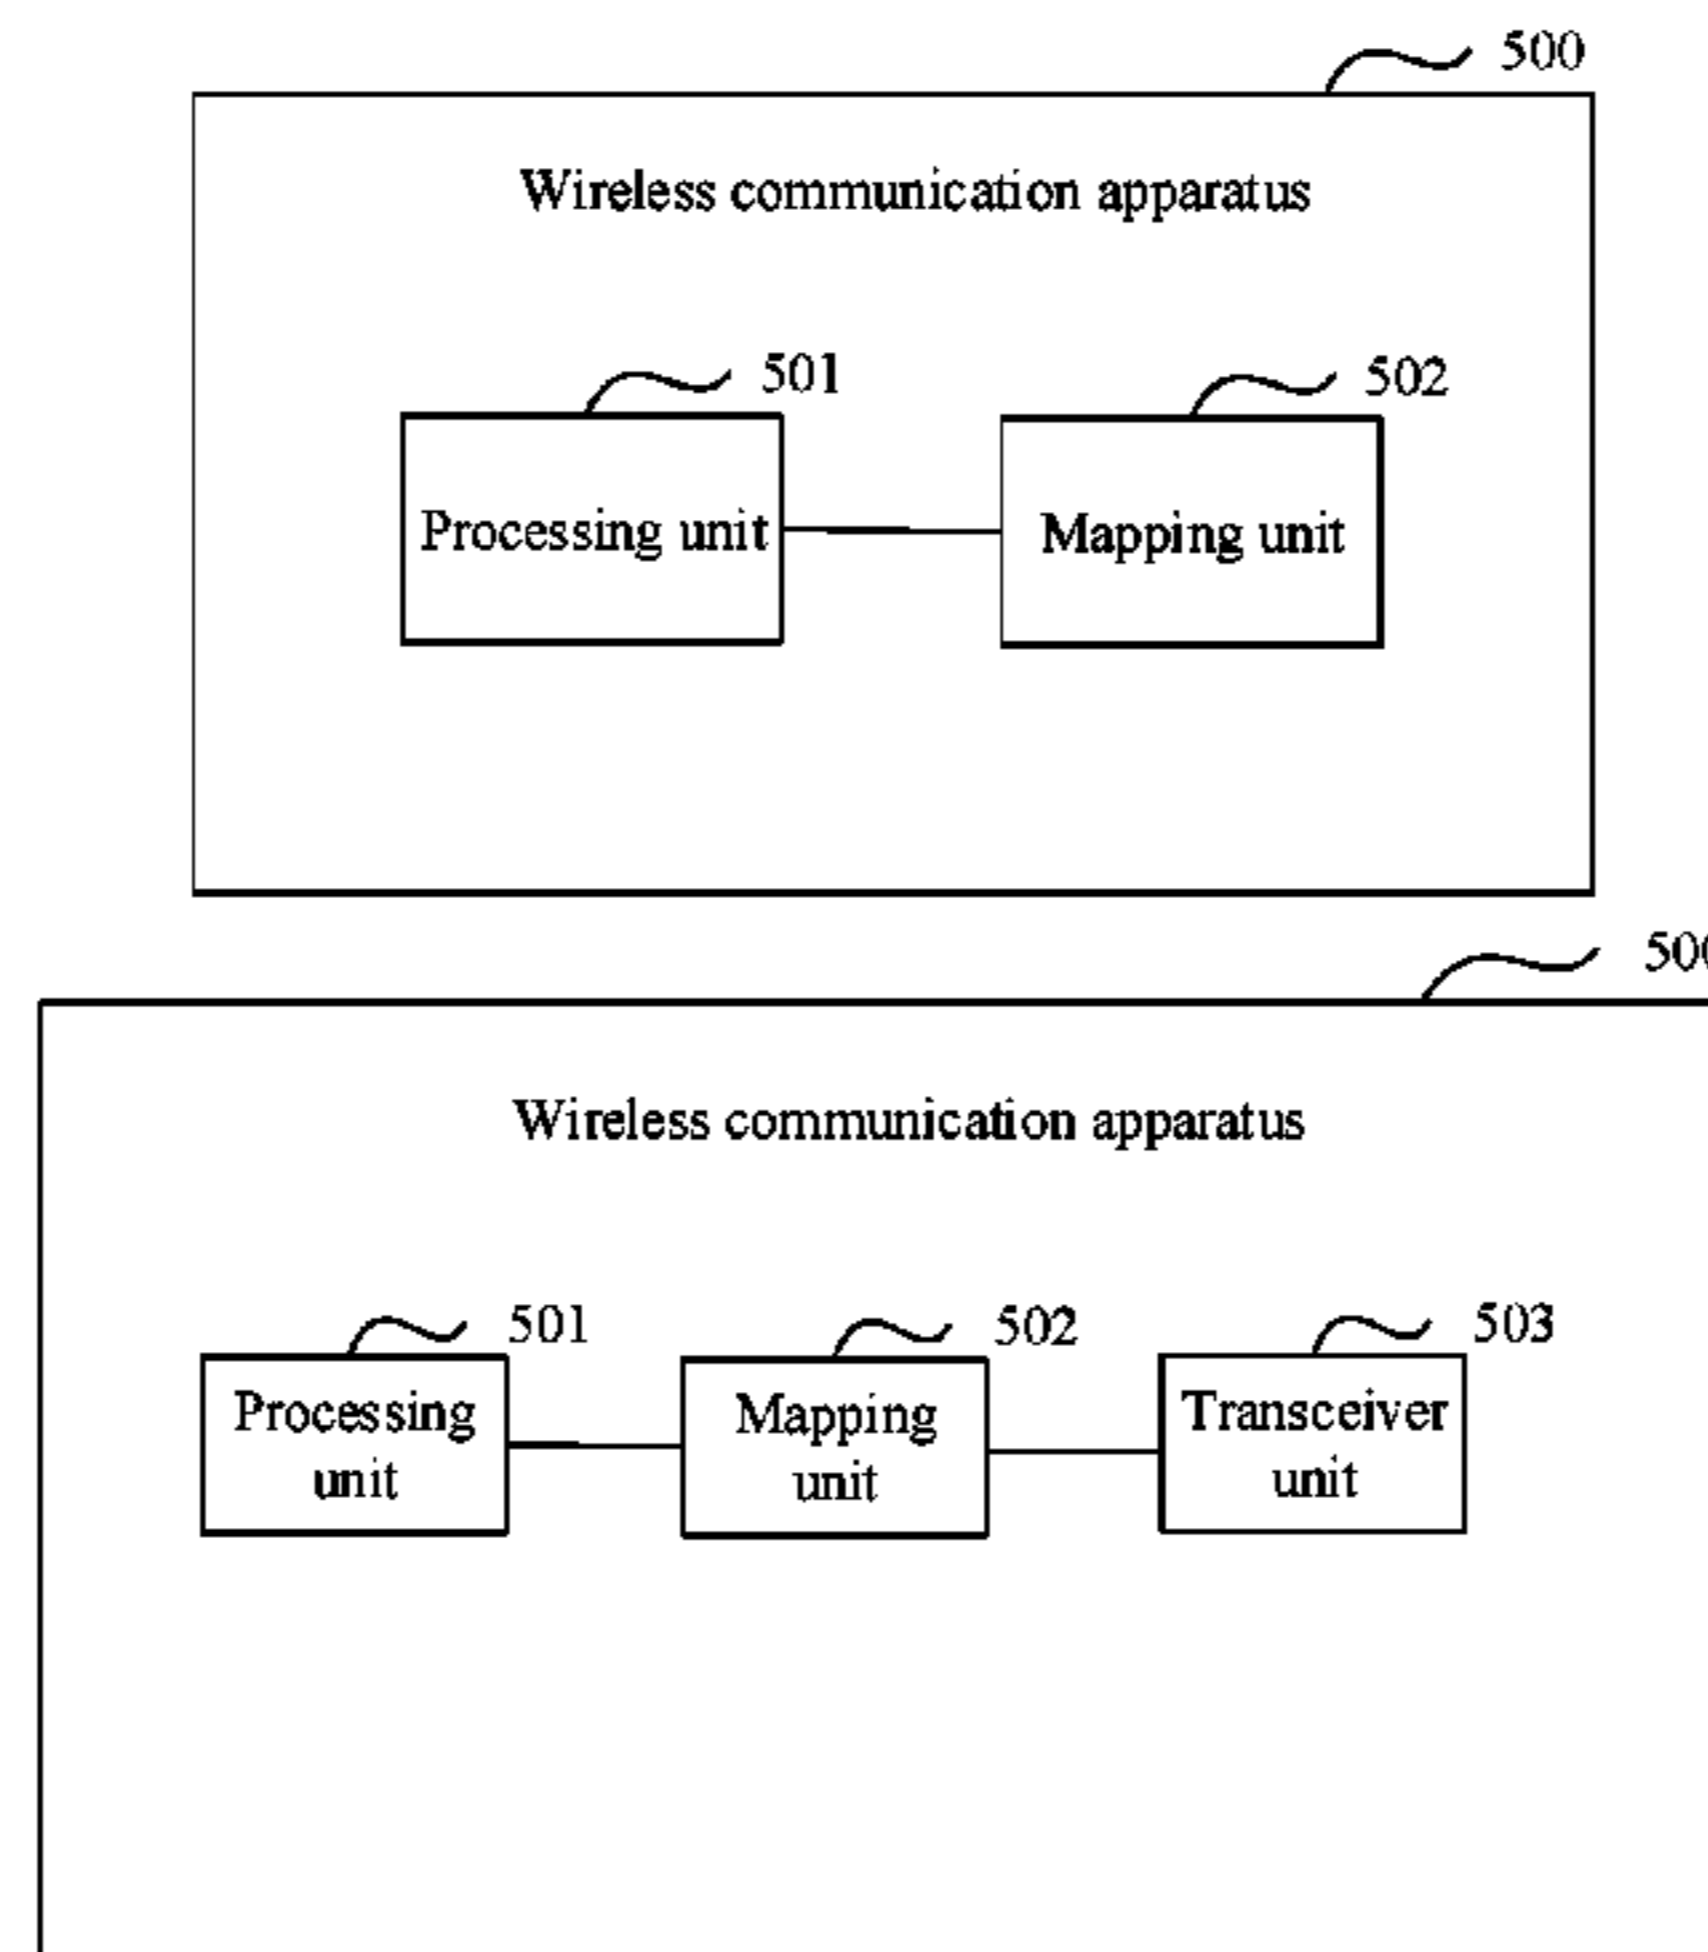 500
Wireless communication apparatus
501
502
Processing unit
Mapping unit
Wireless communication apparatus
501
502
503
Processing
unit
Mapping
unit
Transceiver
unit